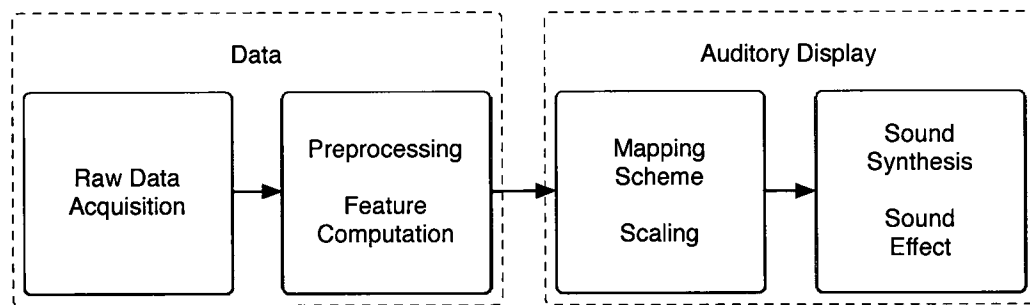 Data
Raw Data
Acquisition
Preprocessing
Feature
Computation
Auditory Display
Mapping
Scheme
Scaling
Sound
Synthesis
Sound
Effect